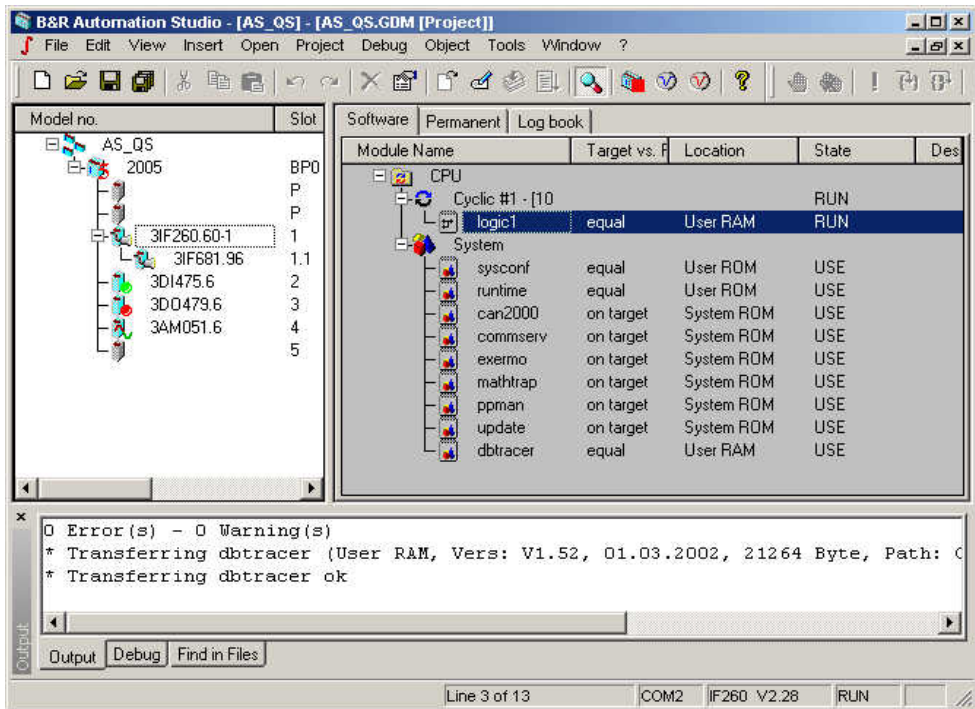 B&R Automation Studio - [AS_QS] - [AS_QS.GDM [Project]]
File Edit View Insert Open Project Debug Object Tools Window ?
Model no. Slot
AS_QS
2005 BP0
P
P
3IF260.60-1 1
3IF681.96 1.1
3DI475.6 2
3DO479.6 3
3AM051.6 4
5
Software Permanent Log book
Module Name Target vs. P Location State Des
CPU
Cyclic #1 - [10 RUN
logic1 equal User RAM RUN
System
sysconf equal User ROM USE
runtime equal User ROM USE
can2000 on target System ROM USE
commserv on target System ROM USE
exermo on target System ROM USE
mathtrap on target System ROM USE
ppman on target System ROM USE
update on target System ROM USE
dbtracer equal User RAM USE
0 Error(s) - 0 Warning(s)
* Transferring dbtracer (User RAM, Vers: V1.52, 01.03.2002, 21264 Byte, Path: C
* Transferring dbtracer ok
Output
Output Debug Find in Files
Line 3 of 13 COM2 IF260 V2.28 RUN